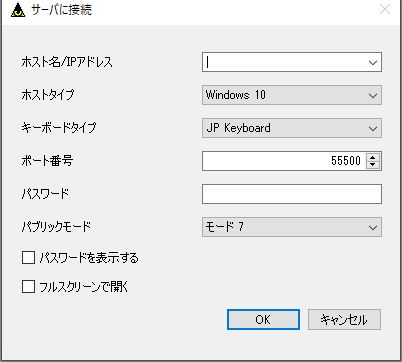 サーバに接続
ホスト名/IPアドレス
ホストタイプ Windows 10
キーボードタイプ JP Keyboard
ポート番号 55500
パスワード
パブリックモード モード 7
パスワードを表示する
フルスクリーンで開く
OK キャンセル